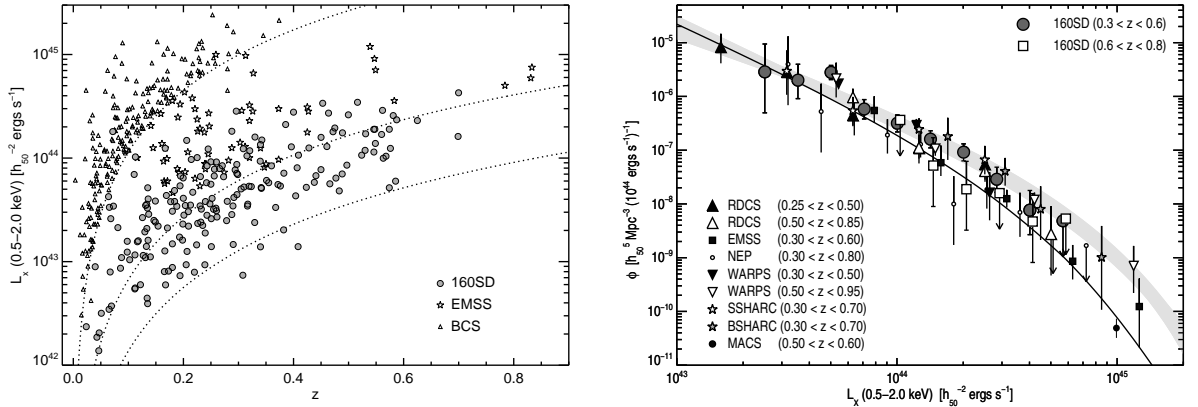 10^45
10^44
10^43
10^42
L_X (0.5–2.0 keV) [h_50^−2 ergs s^−1]
160SD
EMSS
BCS
0.0 0.2 0.4 0.6 0.8
z
10^−5
10^−6
10^−7
10^−8
10^−9
10^−10
10^−11
ϕ [h_50^5 Mpc^−3 (10^44 ergs s^−1)^−1]
160SD (0.3 < z < 0.6)
160SD (0.6 < z < 0.8)
RDCS (0.25 < z < 0.50)
RDCS (0.50 < z < 0.85)
EMSS (0.30 < z < 0.60)
NEP (0.30 < z < 0.80)
WARPS (0.30 < z < 0.50)
WARPS (0.50 < z < 0.95)
SSHARC (0.30 < z < 0.70)
BSHARC (0.30 < z < 0.70)
MACS (0.50 < z < 0.60)
10^43 10^44 10^45
L_X (0.5–2.0 keV) [h_50^−2 ergs s^−1]